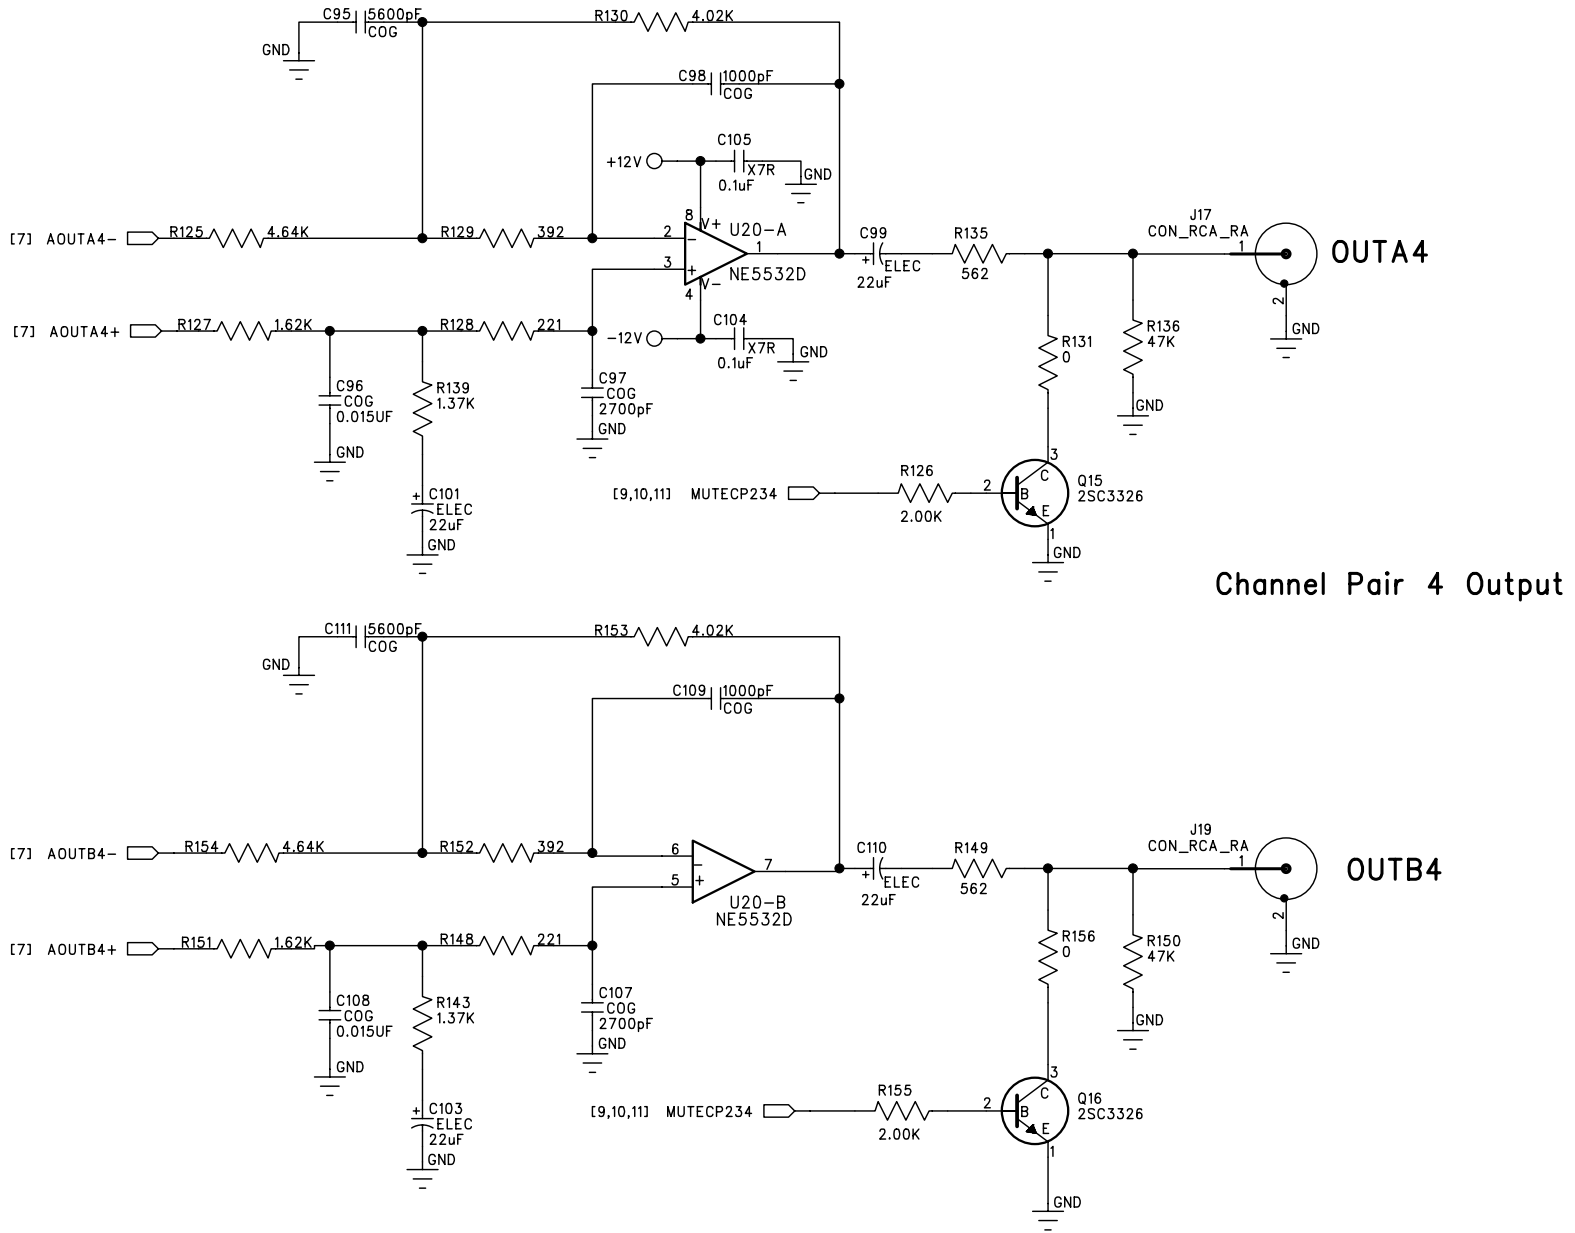 C95 5600pF R130 4.02K
COG
GND
C98 1000pF
COG
C105
+12V X7R GND
0.1uF
8 V+ U20-A
[7] AOUTA4- R125 4.64K R129 392 2 - 1
3 + NE5532D
4 V-
C99 R135
+ ELEC 562
22uF
J17
CON_RCA_RA
1 OUTA4
2
GND
[7] AOUTA4+ R127 1.62K R128 221
-12V C104
X7R GND
0.1uF
R131
0
R136
47K
GND
C96
COG
0.015UF
GND
R139
1.37K
C97
COG
2700pF
GND
+ C101
ELEC
22uF
GND
[9,10,11] MUTECP234 R126 2 B C E 3 Q15
2.00K 2SC3326
1
GND
Channel Pair 4 Output
C111 5600pF R153 4.02K
COG
GND
C109 1000pF
COG
[7] AOUTB4- R154 4.64K R152 392 6 - 7
5 +
U20-B
NE5532D
C110 R149
+ ELEC 562
22uF
J19
CON_RCA_RA
1 OUTB4
2
GND
[7] AOUTB4+ R151 1.62K R148 221
R156
0
R150
47K
GND
C108
COG
0.015UF
GND
R143
1.37K
C107
COG
2700pF
GND
+ C103
ELEC
22uF
GND
[9,10,11] MUTECP234 R155 2 B C E 3 Q16
2.00K 2SC3326
1
GND